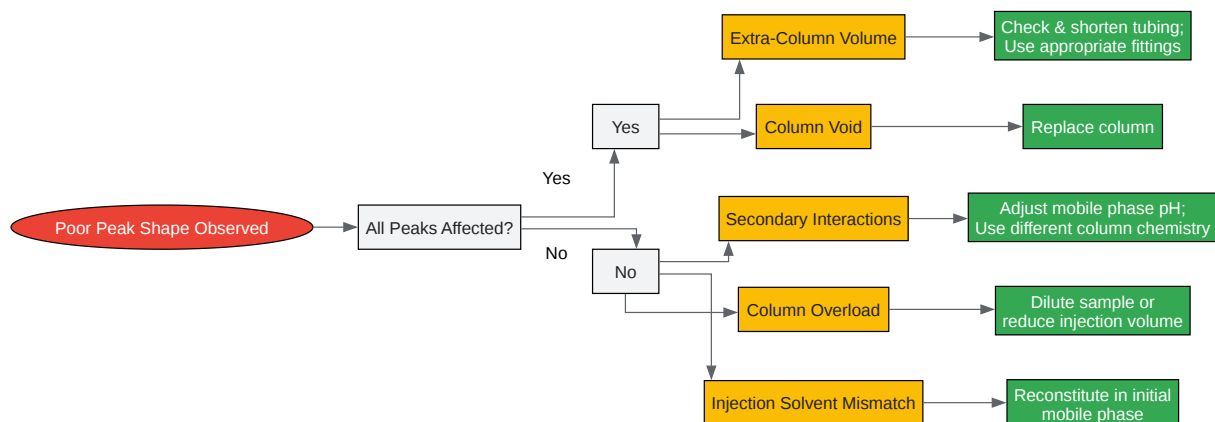 Poor Peak Shape Observed
All Peaks Affected?
Yes
Yes
Extra-Column Volume
Check & shorten tubing;
Use appropriate fittings
Column Void
Replace column
No
No
Secondary Interactions
Adjust mobile phase pH;
Use different column chemistry
Column Overload
Dilute sample or
reduce injection volume
Injection Solvent Mismatch
Reconstitute in initial
mobile phase